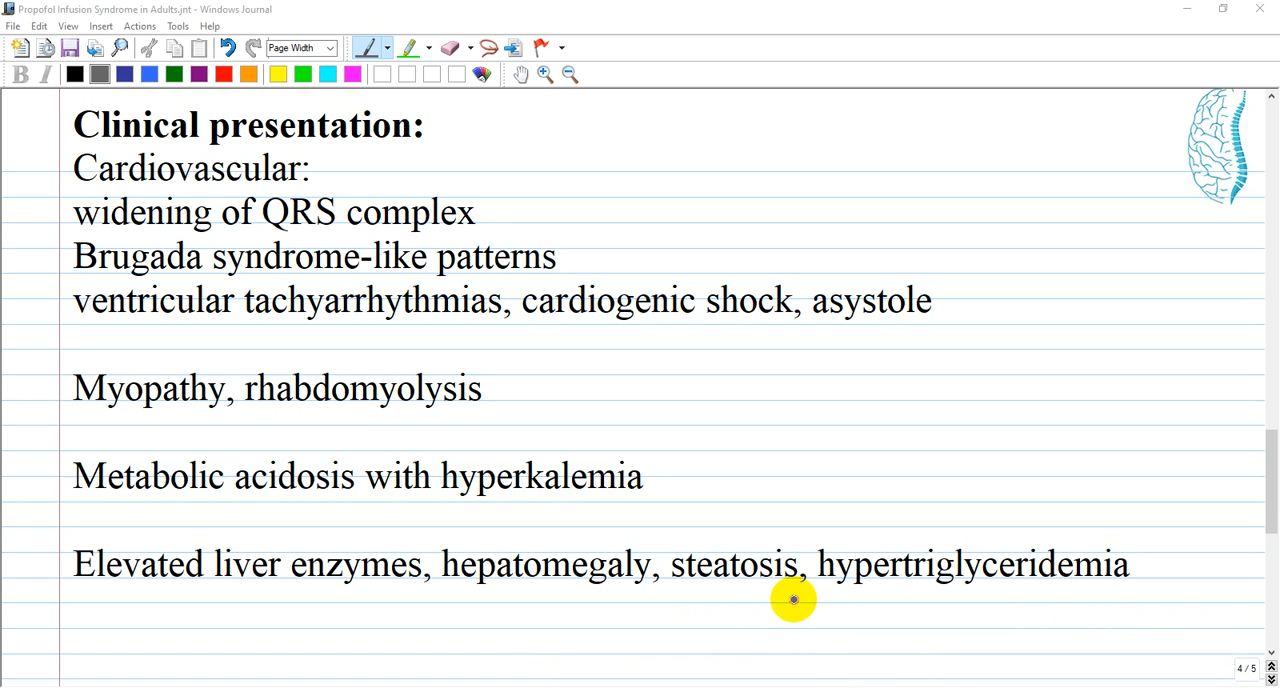 Propofol Infusion Syndrome in Adults.jnt - Windows Journal
File Edit View Insert Actions Tools Help
Page Width
B I
Clinical presentation:
Cardiovascular:
widening of QRS complex
Brugada syndrome-like patterns
ventricular tachyarrhythmias, cardiogenic shock, asystole
Myopathy, rhabdomyolysis
Metabolic acidosis with hyperkalemia
Elevated liver enzymes, hepatomegaly, steatosis, hypertriglyceridemia
4 / 5